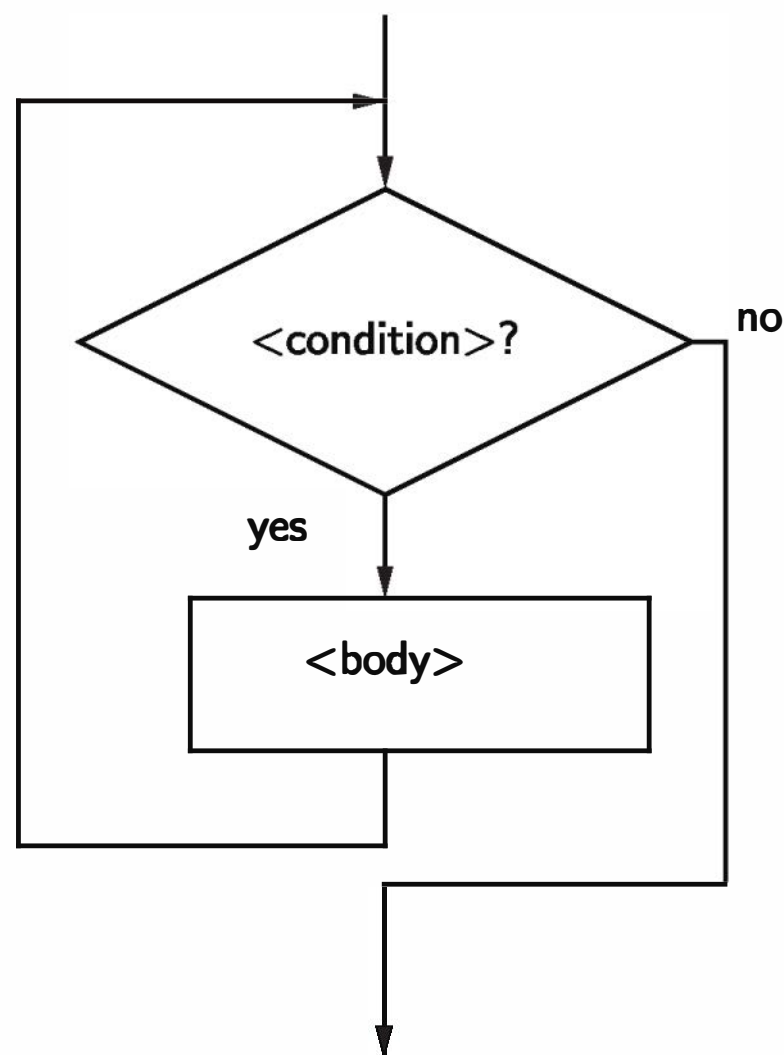 <condition>?
no
yes
<body>